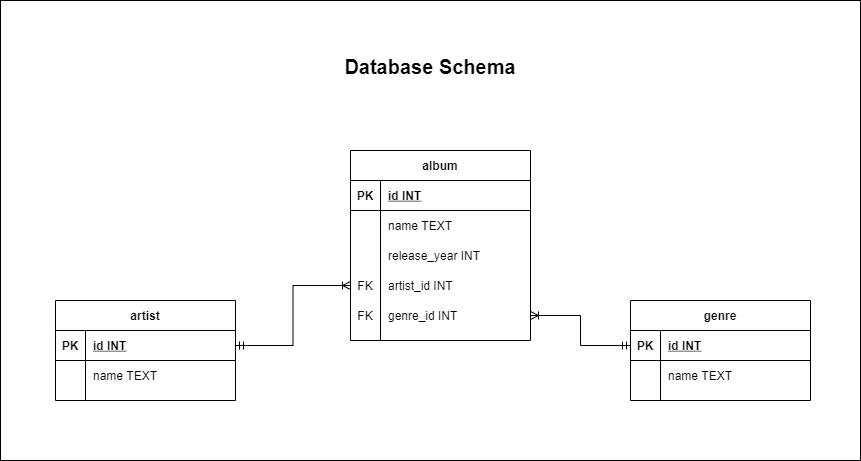 Database Schema
album
PK id INT
name TEXT
release_year INT
FK artist_id INT
FK genre_id INT
artist
PK id INT
name TEXT
genre
PK id INT
name TEXT